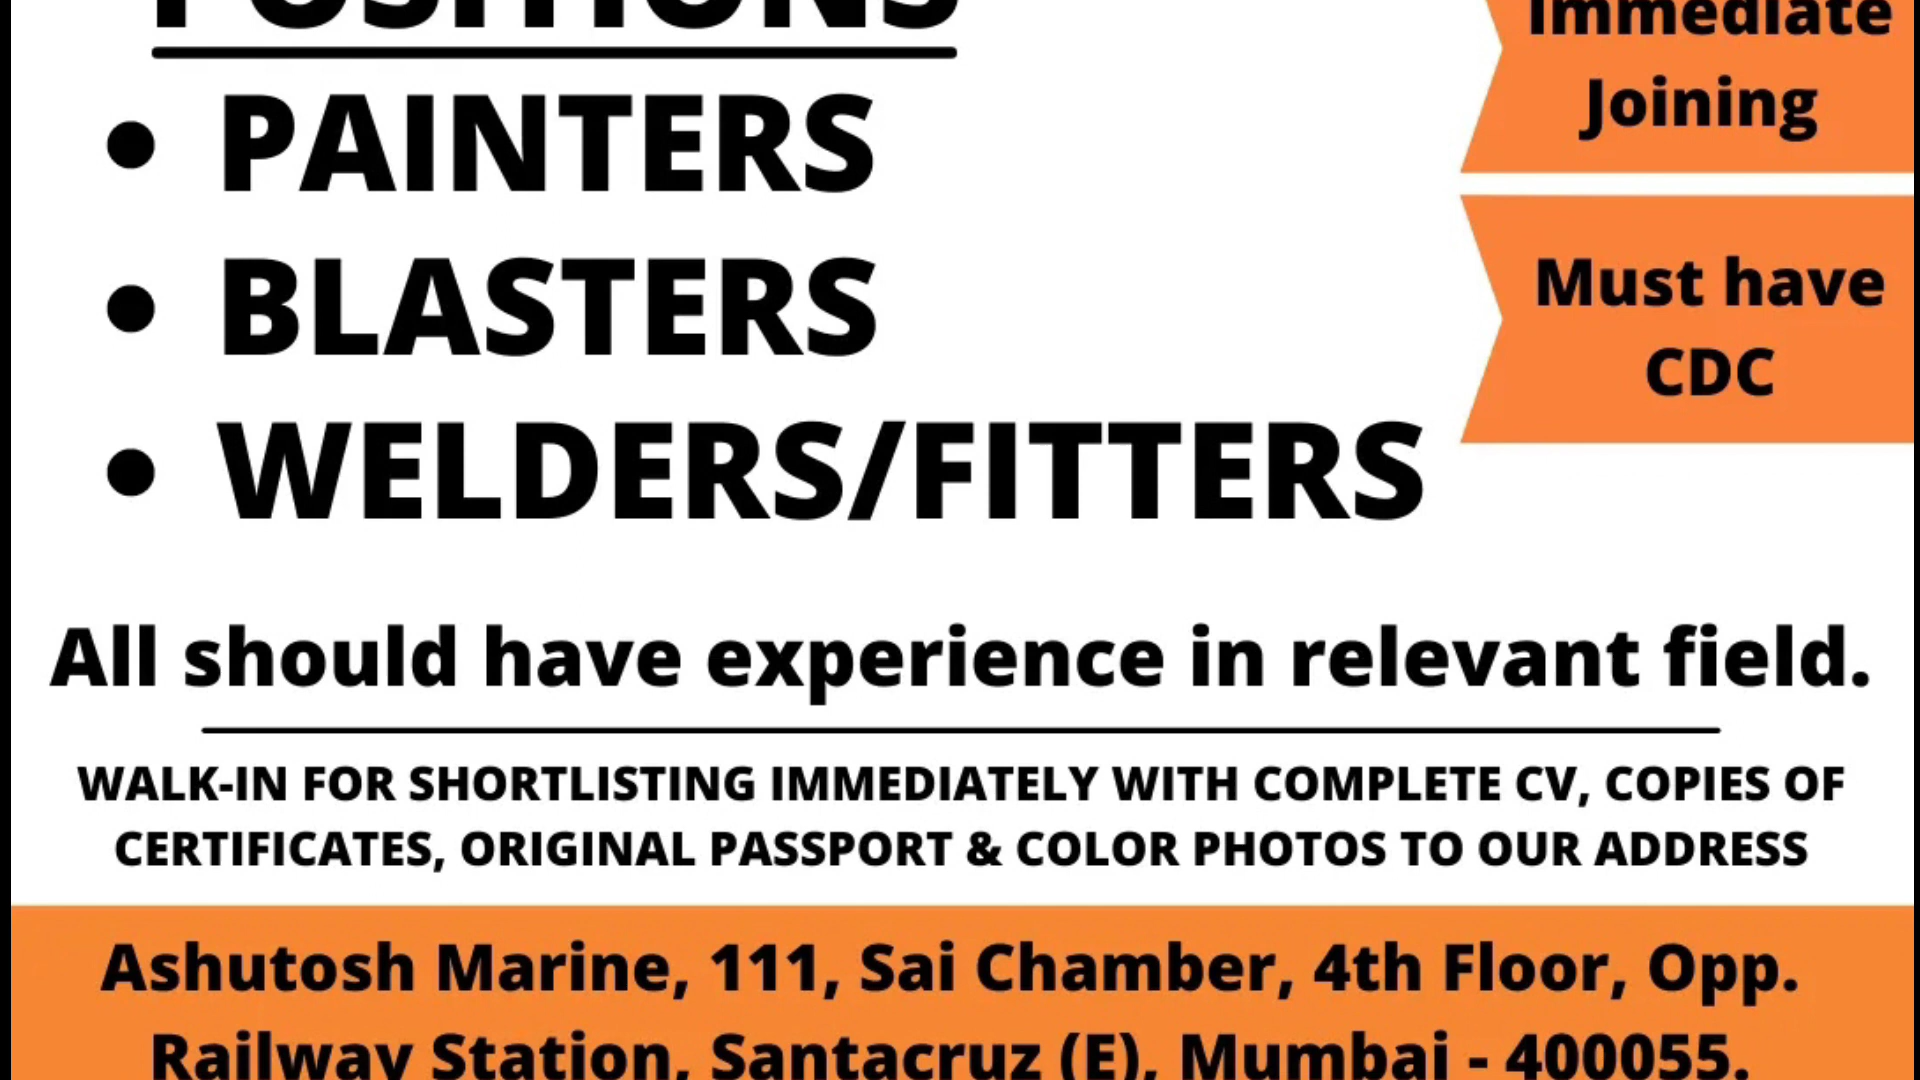 POSITIONS
• PAINTERS
• BLASTERS
• WELDERS/FITTERS
Immediate
Joining
Must have
CDC
All should have experience in relevant field.
WALK-IN FOR SHORTLISTING IMMEDIATELY WITH COMPLETE CV, COPIES OF
CERTIFICATES, ORIGINAL PASSPORT & COLOR PHOTOS TO OUR ADDRESS
Ashutosh Marine, 111, Sai Chamber, 4th Floor, Opp.
Railway Station, Santacruz (E), Mumbai - 400055.